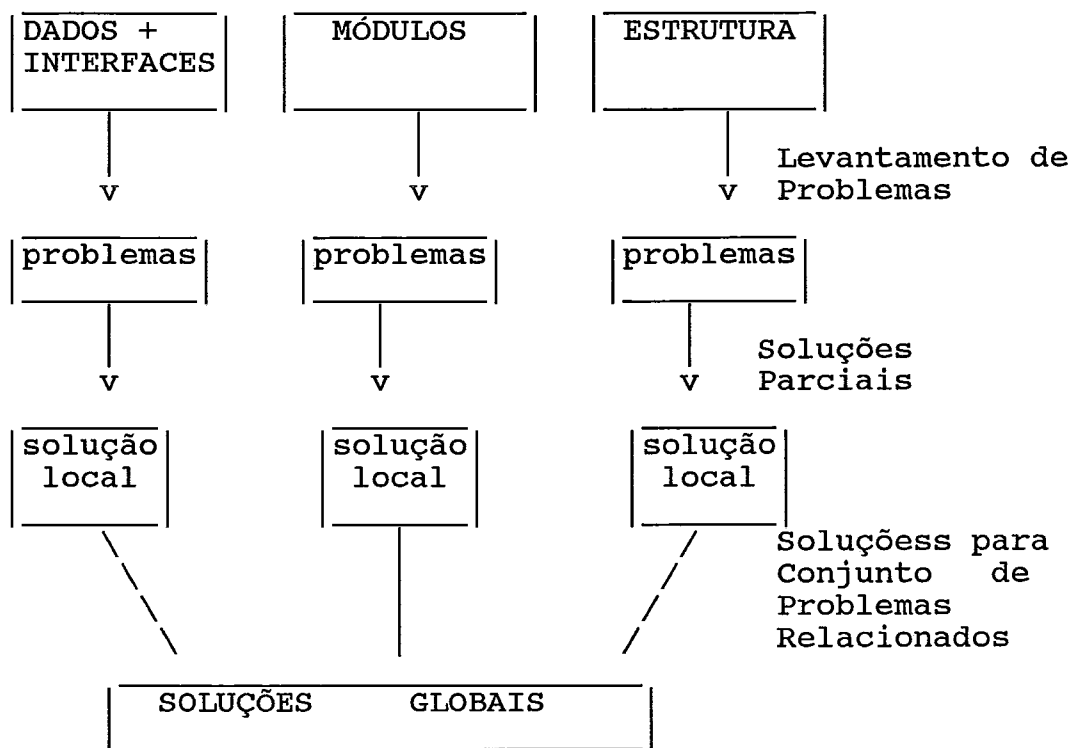 DADOS +
INTERFACES
MÓDULOS
ESTRUTURA
Levantamento de
Problemas
v
v
v
problemas
problemas
problemas
Soluções
Parciais
v
v
v
solução
local
solução
local
solução
local
Soluçõess para
Conjunto de
Problemas
Relacionados
SOLUÇÕES GLOBAIS